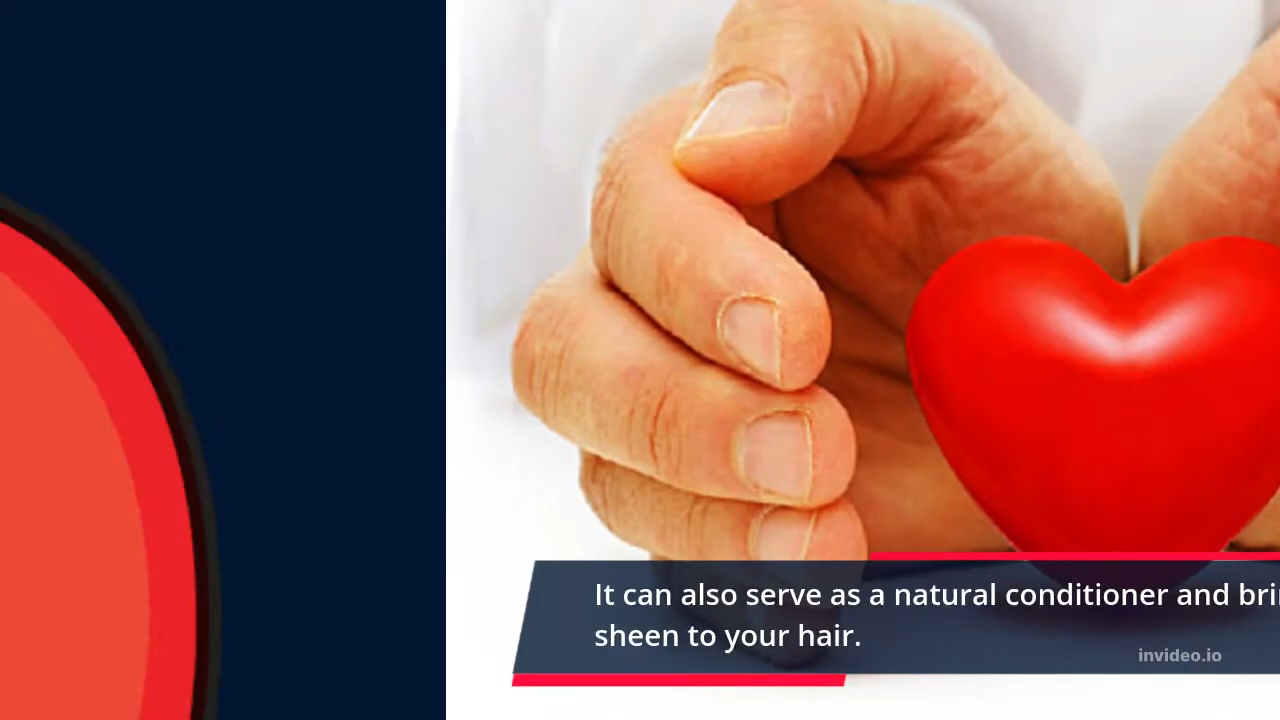 It can also serve as a natural conditioner and
sheen to your hair.
invideo.io